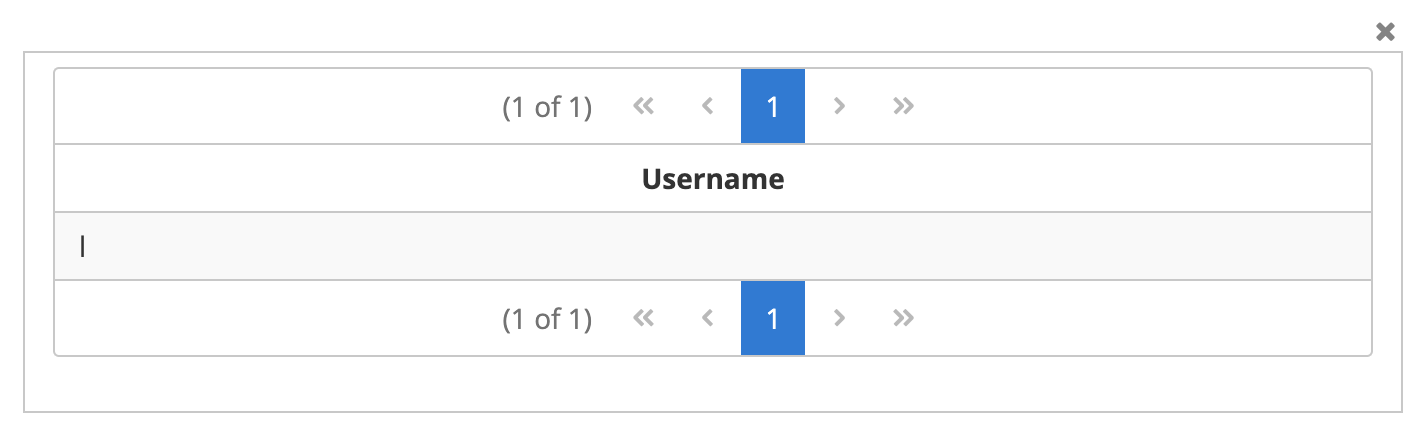 (1 of 1) « ‹ 1 › »
Username
l
(1 of 1) « ‹ 1 › »